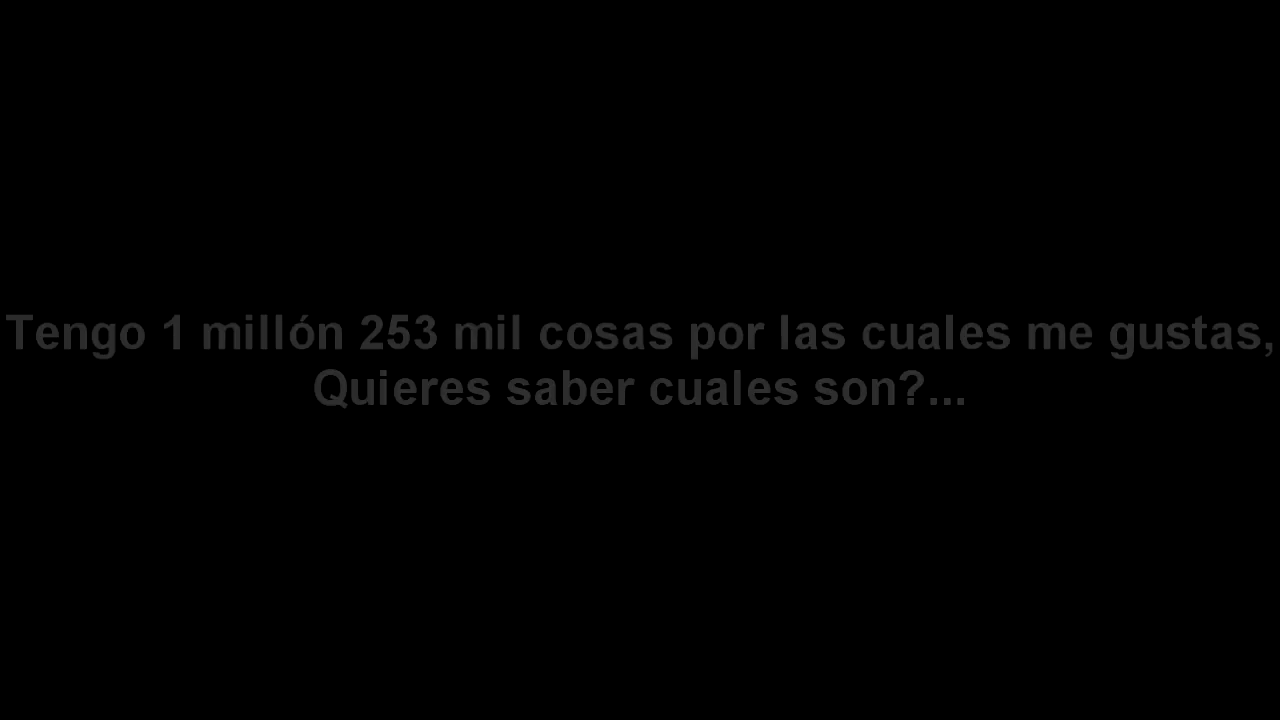 Tengo 1 millón 253 mil cosas por las cuales me gustas,
Quieres saber cuales son?...